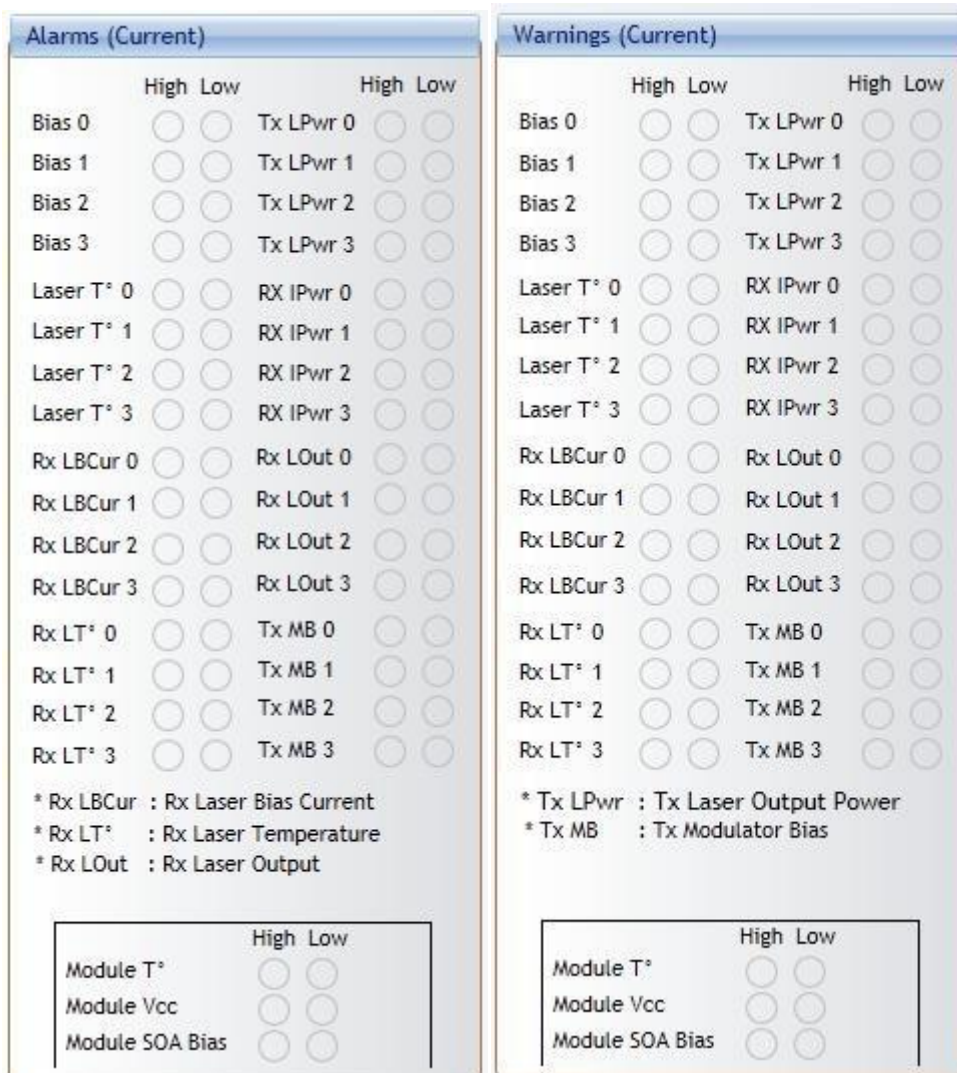 Alarms (Current)
High Low High Low
Bias 0 Tx LPwr 0
Bias 1 Tx LPwr 1
Bias 2 Tx LPwr 2
Bias 3 Tx LPwr 3
Laser T° 0 RX IPwr 0
Laser T° 1 RX IPwr 1
Laser T° 2 RX IPwr 2
Laser T° 3 RX IPwr 3
Rx LBCur 0 Rx LOut 0
Rx LBCur 1 Rx LOut 1
Rx LBCur 2 Rx LOut 2
Rx LBCur 3 Rx LOut 3
Rx LT° 0 Tx MB 0
Rx LT° 1 Tx MB 1
Rx LT° 2 Tx MB 2
Rx LT° 3 Tx MB 3
* Rx LBCur : Rx Laser Bias Current
* Rx LT° : Rx Laser Temperature
* Rx LOut : Rx Laser Output
High Low
Module T°
Module Vcc
Module SOA Bias
Warnings (Current)
High Low High Low
Bias 0 Tx LPwr 0
Bias 1 Tx LPwr 1
Bias 2 Tx LPwr 2
Bias 3 Tx LPwr 3
Laser T° 0 RX IPwr 0
Laser T° 1 RX IPwr 1
Laser T° 2 RX IPwr 2
Laser T° 3 RX IPwr 3
Rx LBCur 0 Rx LOut 0
Rx LBCur 1 Rx LOut 1
Rx LBCur 2 Rx LOut 2
Rx LBCur 3 Rx LOut 3
Rx LT° 0 Tx MB 0
Rx LT° 1 Tx MB 1
Rx LT° 2 Tx MB 2
Rx LT° 3 Tx MB 3
* Tx LPwr : Tx Laser Output Power
* Tx MB : Tx Modulator Bias
High Low
Module T°
Module Vcc
Module SOA Bias